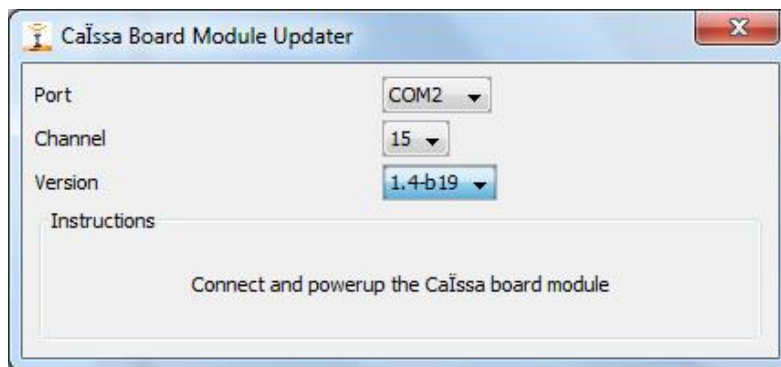 CaÏssa Board Module Updater
Port COM2
Channel 15
Version 1.4-b19
Instructions
Connect and powerup the CaÏssa board module